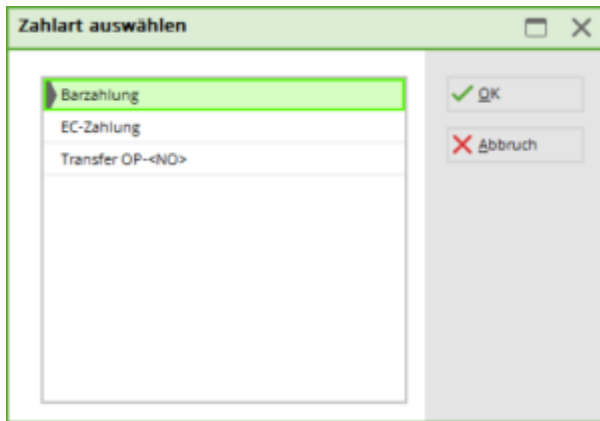 Zahlart auswählen
Barzahlung
EC-Zahlung
Transfer OP-<NO>
OK
Abbruch